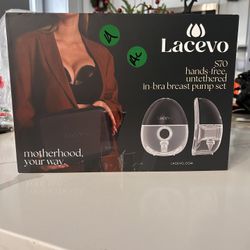 Lacevo
S70
hands-free,
untethered
in-bra breast pump set
motherhood,
your way.
LACEVO.COM